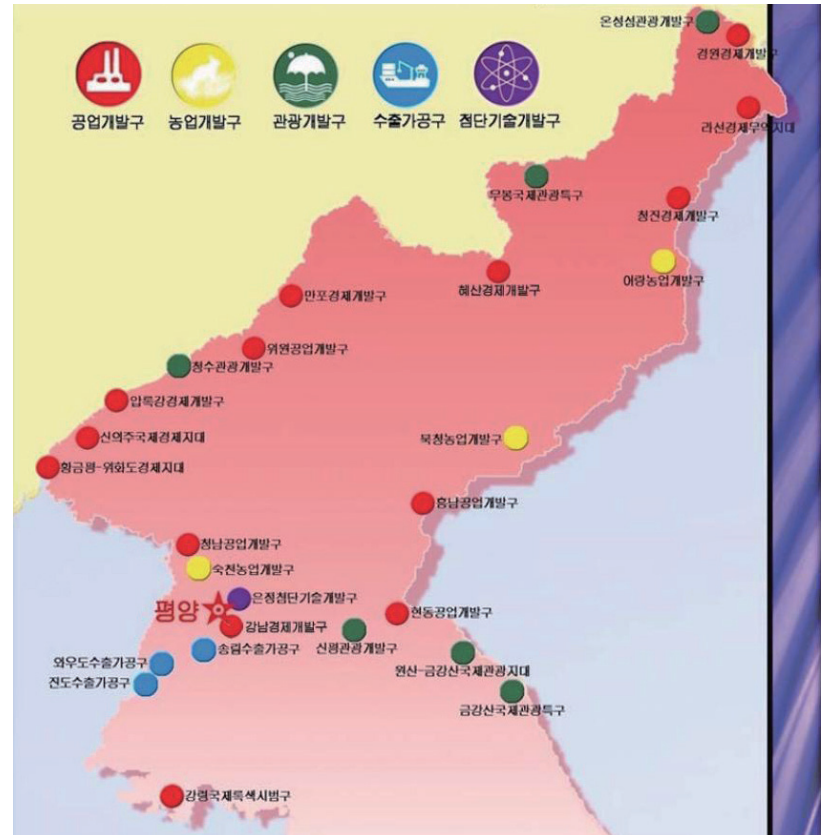 온성섬관광개발구
경원경제개발구
공업개발구 농업개발구 관광개발구 수출가공구 첨단기술개발구
라선경제무역지대
무봉국제관광특구
청진경제개발구
어랑농업개발구
혜산경제개발구
만포경제개발구
위원공업개발구
청수관광개발구
압록강경제개발구
신의주국제경제지대
북청농업개발구
황금평-위화도경제지대
흥남공업개발구
청남공업개발구
숙천농업개발구
은정첨단기술개발구
평양
현동공업개발구
강남경제개발구
신평관광개발구
송림수출가공구
와우도수출가공구
원산-금강산국제관광지대
진도수출가공구
금강산국제관광특구
강령국제록색시범구